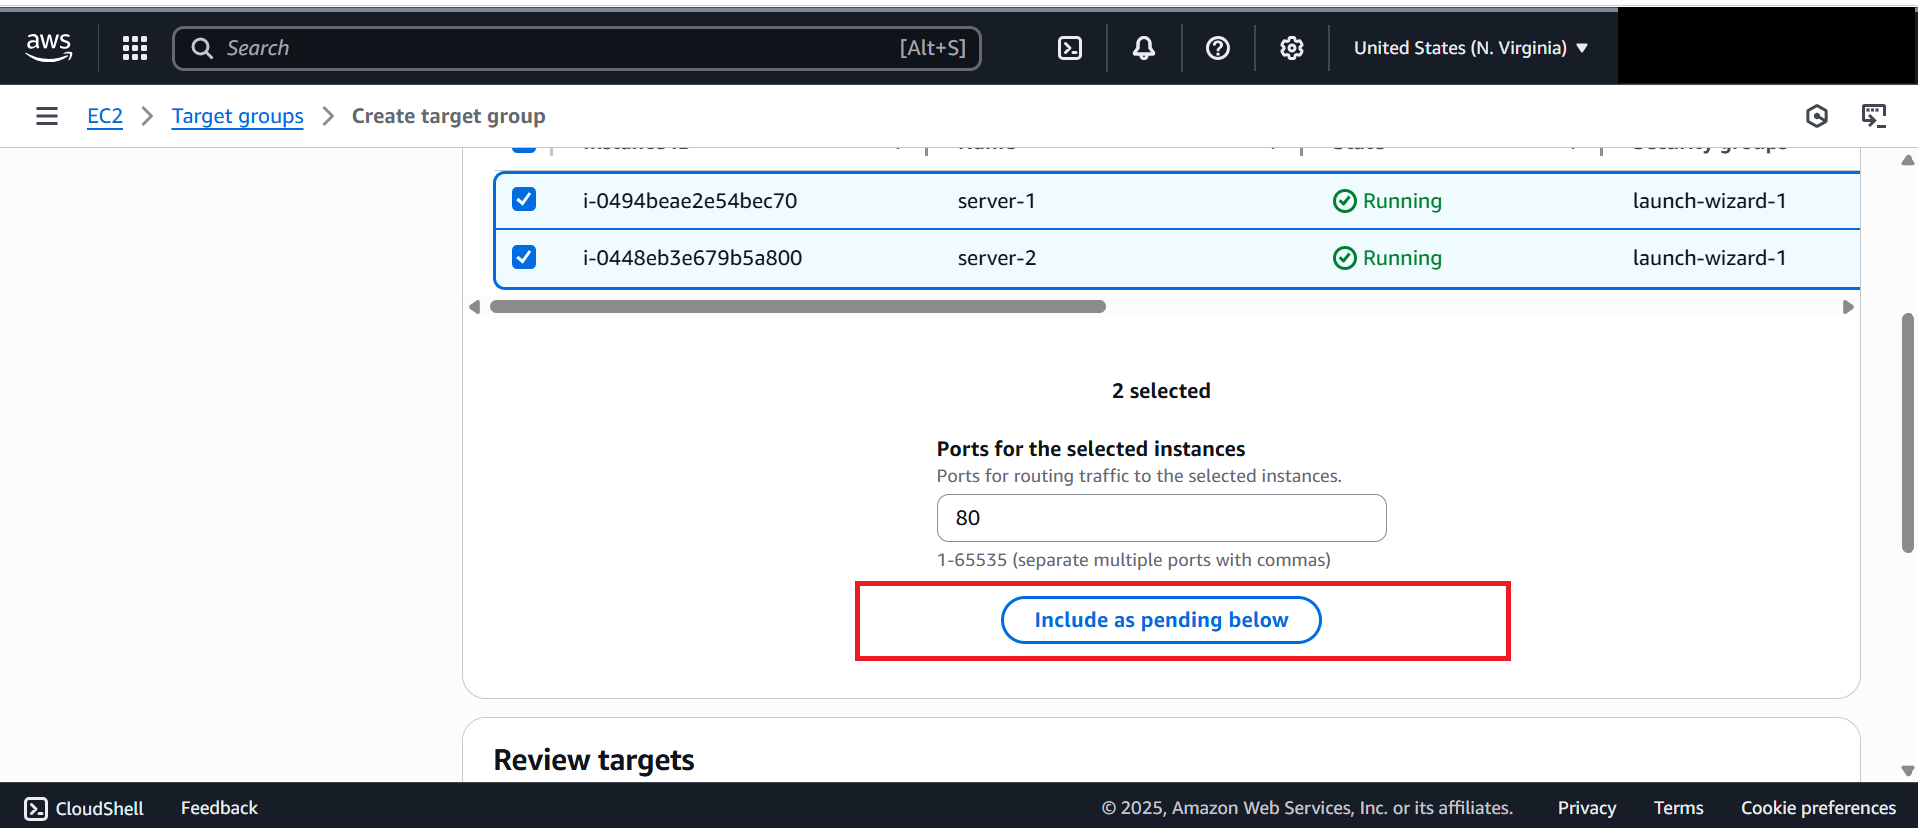 aws
Search [Alt+S]
United States (N. Virginia)
EC2 Target groups Create target group
i-0494beae2e54bec70 server-1 Running launch-wizard-1
i-0448eb3e679b5a800 server-2 Running launch-wizard-1
2 selected
Ports for the selected instances
Ports for routing traffic to the selected instances.
80
1-65535 (separate multiple ports with commas)
Include as pending below
Review targets
CloudShell Feedback © 2025, Amazon Web Services, Inc. or its affiliates. Privacy Terms Cookie preferences